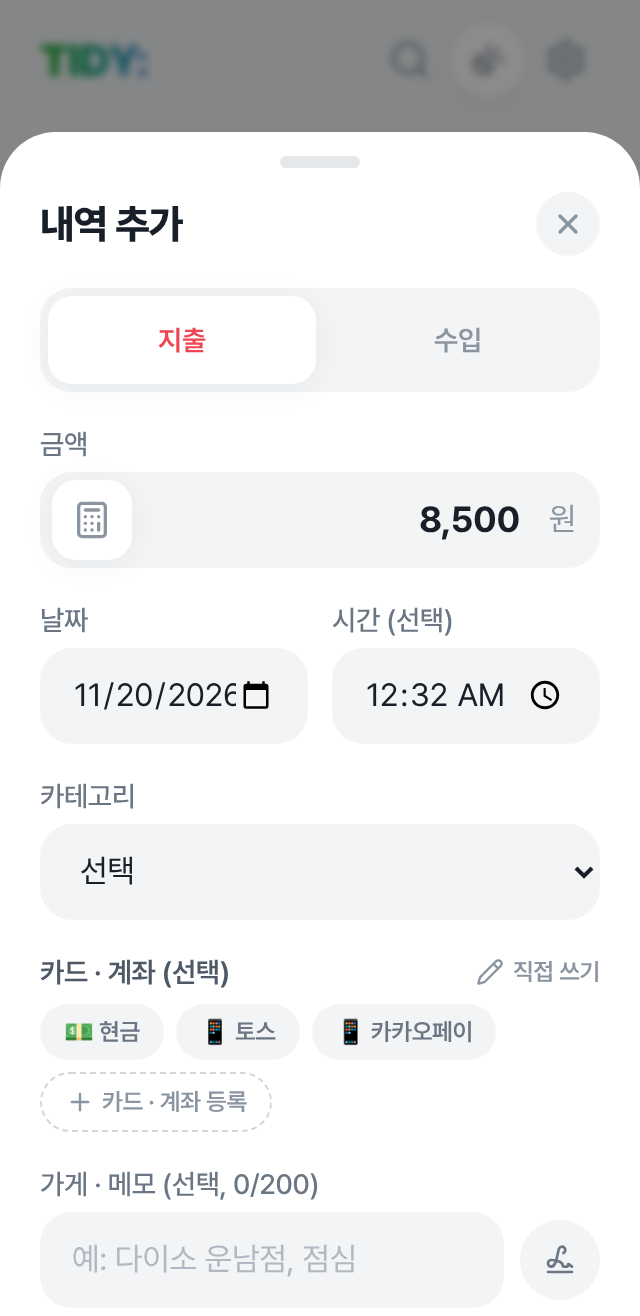 TIDY:
내역 추가
지출 수입
금액
8,500 원
날짜 시간 (선택)
11/20/2026 12:32 AM
카테고리
선택
카드 · 계좌 (선택) 직접 쓰기
현금 토스 카카오페이
+ 카드 · 계좌 등록
가게 · 메모 (선택, 0/200)
예: 다이소 운남점, 점심